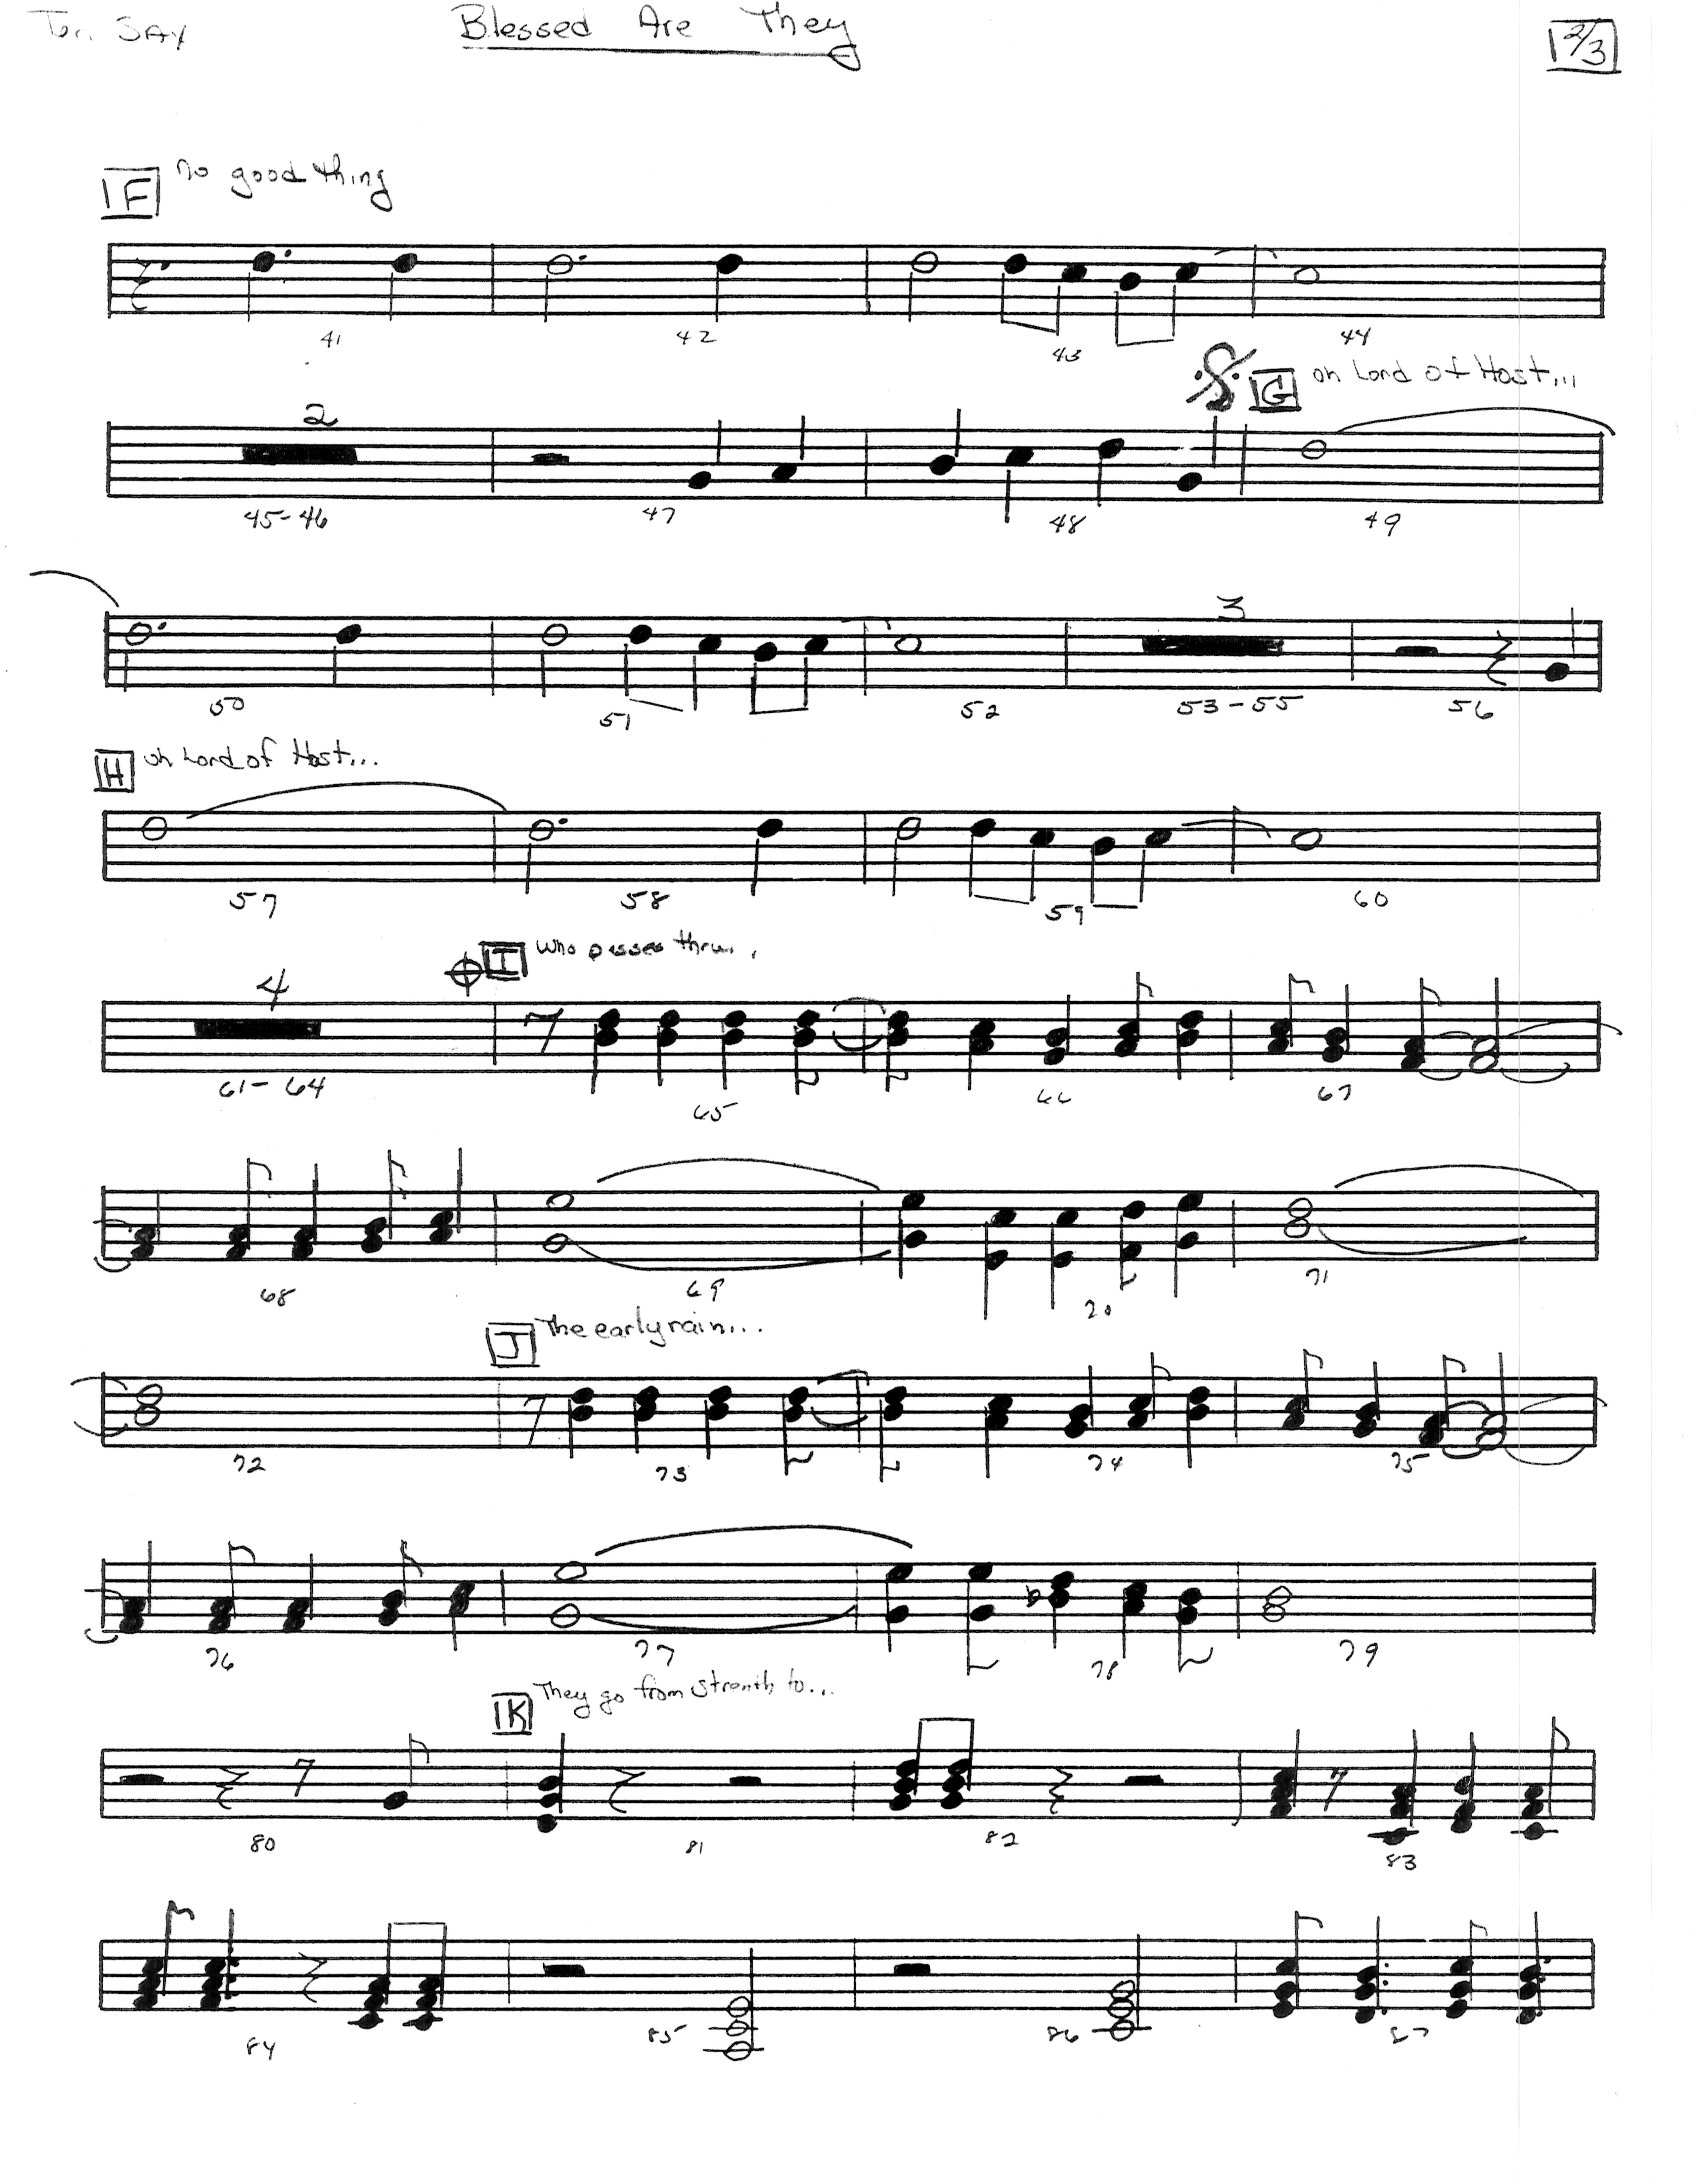 Ten. SAX Blessed Are They 2/3
F no good thing
41 42 43 44
2 G oh Lord of Host...
45-46 47 48 49
3
50 51 52 53-55 56
H oh Lord of Host...
57 58 59 60
4 I who passes thru...
61-64 65 66 67
68 69 70 71
J The early rain...
72 73 74 75
76 77 78 79
K They go from strenth to...
80 81 82 83
84 85 86 87